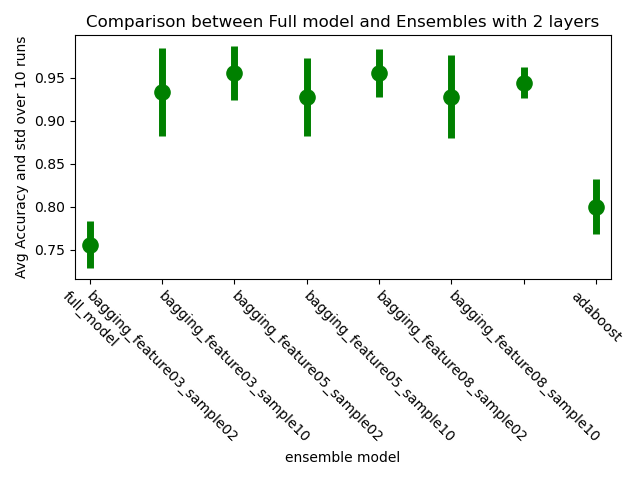 Comparison between Full model and Ensembles with 2 layers
Avg Accuracy and std over 10 runs
0.95
0.90
0.85
0.80
0.75
full_model
bagging_feature03_sample02
bagging_feature03_sample10
bagging_feature05_sample02
bagging_feature05_sample10
bagging_feature08_sample02
bagging_feature08_sample10
adaboost
ensemble model